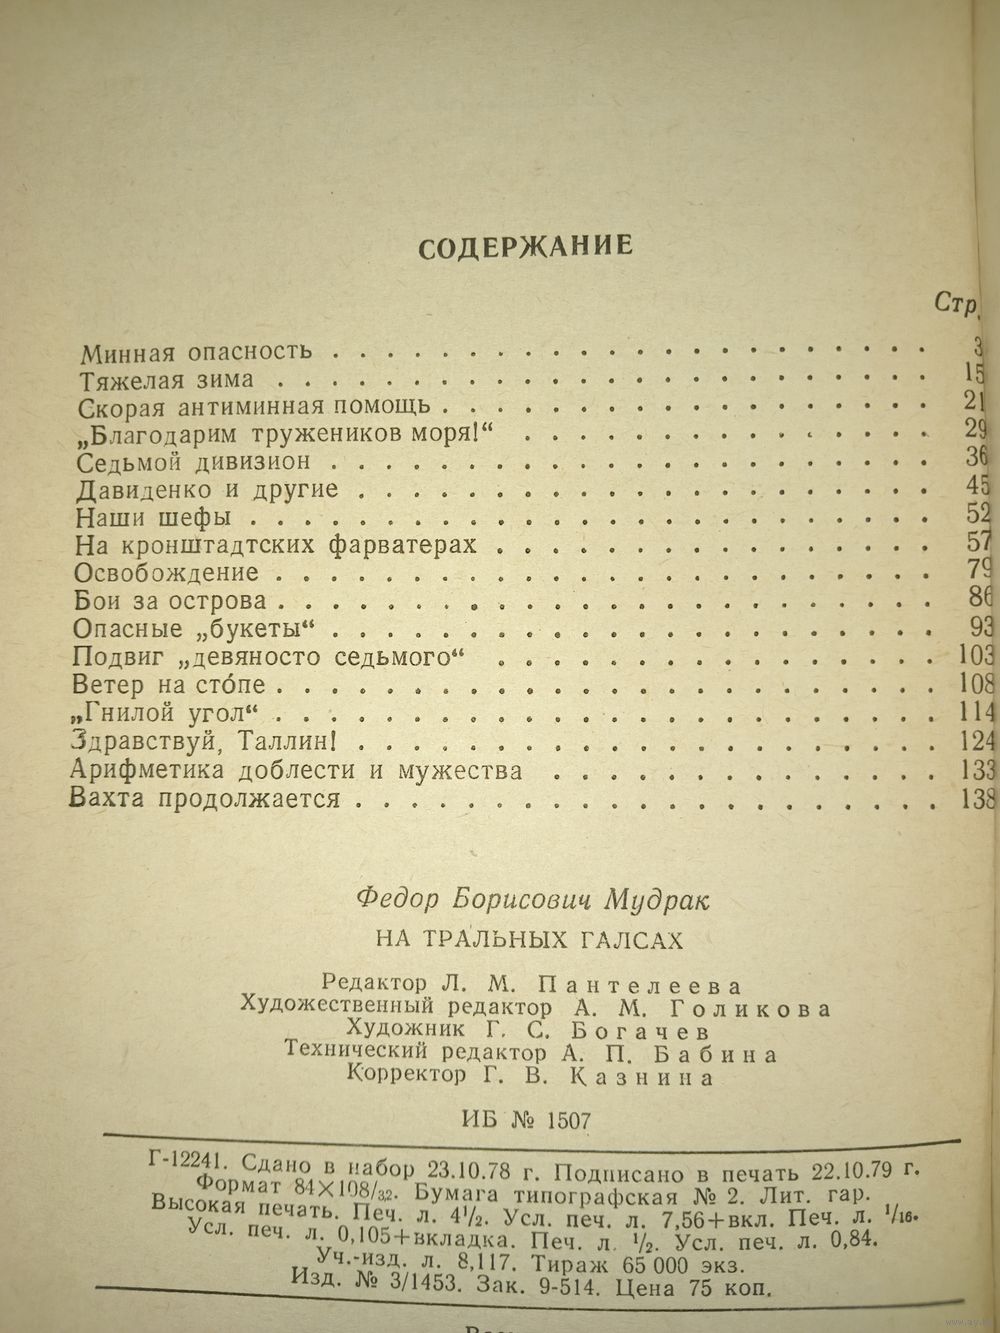 СОДЕРЖАНИЕ
Стр.
Минная опасность . . . . . . . . . . . . . . . . . . . . . . 3
Тяжелая зима . . . . . . . . . . . . . . . . . . . . . . . . 15
Скорая антиминная помощь . . . . . . . . . . . . . . . . . . 21
„Благодарим тружеников моря!“ . . . . . . . . . . . . . . . 29
Седьмой дивизион . . . . . . . . . . . . . . . . . . . . . . 36
Давиденко и другие . . . . . . . . . . . . . . . . . . . . . 45
Наши шефы . . . . . . . . . . . . . . . . . . . . . . . . . 52
На кронштадтских фарватерах . . . . . . . . . . . . . . . . 57
Освобождение . . . . . . . . . . . . . . . . . . . . . . . . 79
Бои за острова . . . . . . . . . . . . . . . . . . . . . . . 86
Опасные „букеты“ . . . . . . . . . . . . . . . . . . . . . . 93
Подвиг „девяносто седьмого“ . . . . . . . . . . . . . . . . 103
Ветер на сто́пе . . . . . . . . . . . . . . . . . . . . . . . 108
„Гнилой угол“ . . . . . . . . . . . . . . . . . . . . . . . 114
Здравствуй, Таллин! . . . . . . . . . . . . . . . . . . . . 124
Арифметика доблести и мужества . . . . . . . . . . . . . . 133
Вахта продолжается . . . . . . . . . . . . . . . . . . . . . 138
Федор Борисович Мудрак
НА ТРАЛЬНЫХ ГАЛСАХ
Редактор Л. М. Пантелеева
Художественный редактор А. М. Голикова
Художник Г. С. Богачев
Технический редактор А. П. Бабина
Корректор Г. В. Казнина
ИБ № 1507
Г-12241. Сдано в набор 23.10.78 г. Подписано в печать 22.10.79 г.
Формат 84×108/32. Бумага типографская № 2. Лит. гар.
Высокая печать. Печ. л. 4½. Усл. печ. л. 7,56+вкл. Печ. л. 1/16.
Усл. печ. л. 0,105+вкладка. Печ. л. ½. Усл. печ. л. 0,84.
Уч.-изд. л. 8,117. Тираж 65 000 экз.
Изд. № 3/1453. Зак. 9-514. Цена 75 коп.